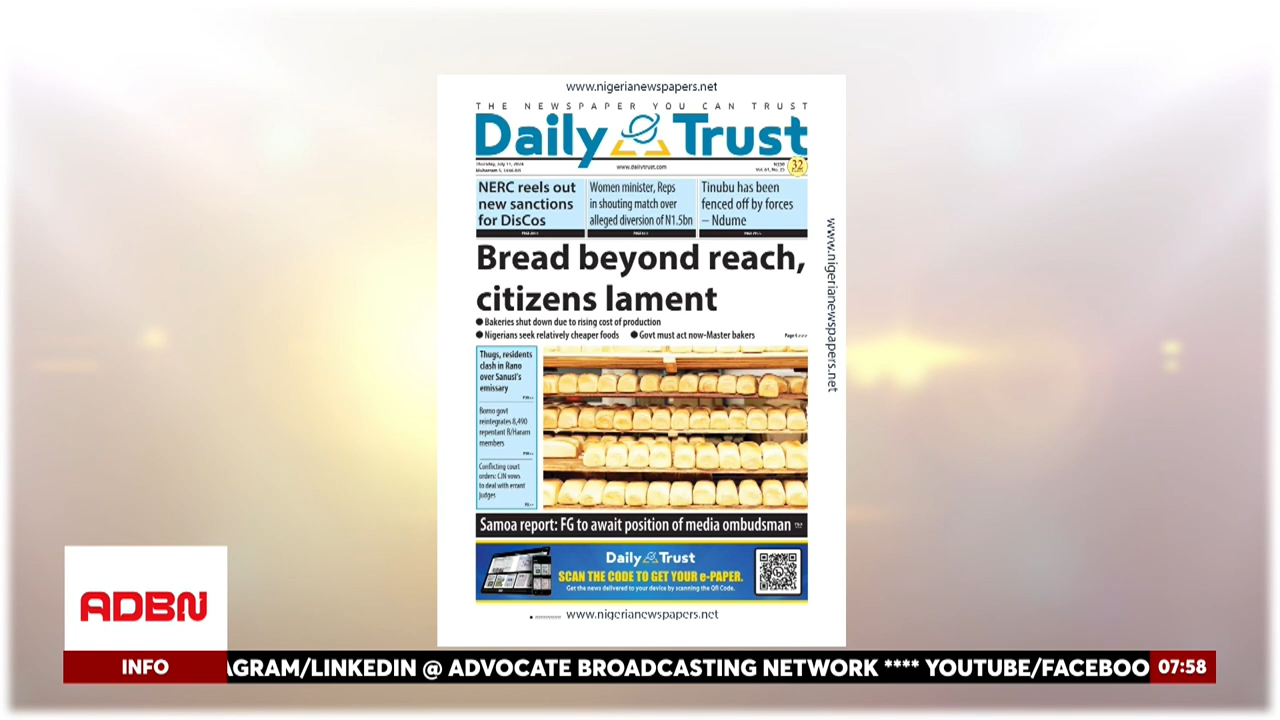 www.nigerianewspapers.net
THE NEWSPAPER YOU CAN TRUST
Daily Trust
Thursday, July 11, 2024
www.dailytrust.com
32
NERC reels out
new sanctions
for DisCos
Women minister, Reps
in shouting match over
alleged diversion of N1.5bn
Tinubu has been
fenced off by forces
– Ndume
Bread beyond reach,
citizens lament
● Bakeries shut down due to rising cost of production
● Nigerians seek relatively cheaper foods ● Govt must act now-Master bakers
Thugs, residents
clash in Rano
over Sanusi's
emissary
Borno govt
reintegrates 8,490
repentant B/Haram
members
Conflicting court
orders: CJN vows
to deal with errant
judges
Samoa report: FG to await position of media ombudsman
Daily Trust
SCAN THE CODE TO GET YOUR e-PAPER.
Get the news delivered to your device by scanning the QR Code.
www.nigerianewspapers.net
www.nigerianewspapers.net
ADBN
INFO
AGRAM/LINKEDIN @ ADVOCATE BROADCASTING NETWORK **** YOUTUBE/FACEBOO
07:58